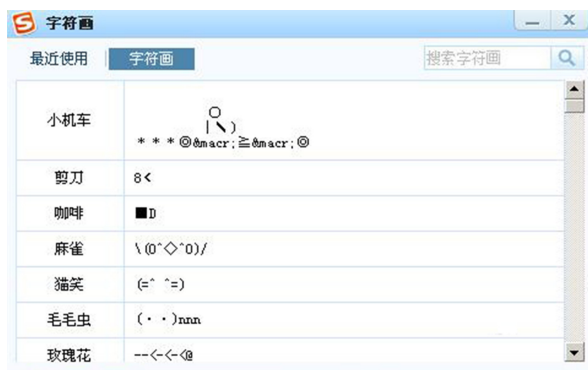 字符画
最近使用 字符画 搜索字符画
小机车
○
|\)
***◎&macr;≧&macr;◎
剪刀 8<
咖啡 ■D
麻雀 \(0^◇^0)/
猫笑 (=^ ^=)
毛毛虫 (··)nnn
玫瑰花 --<-<-<@